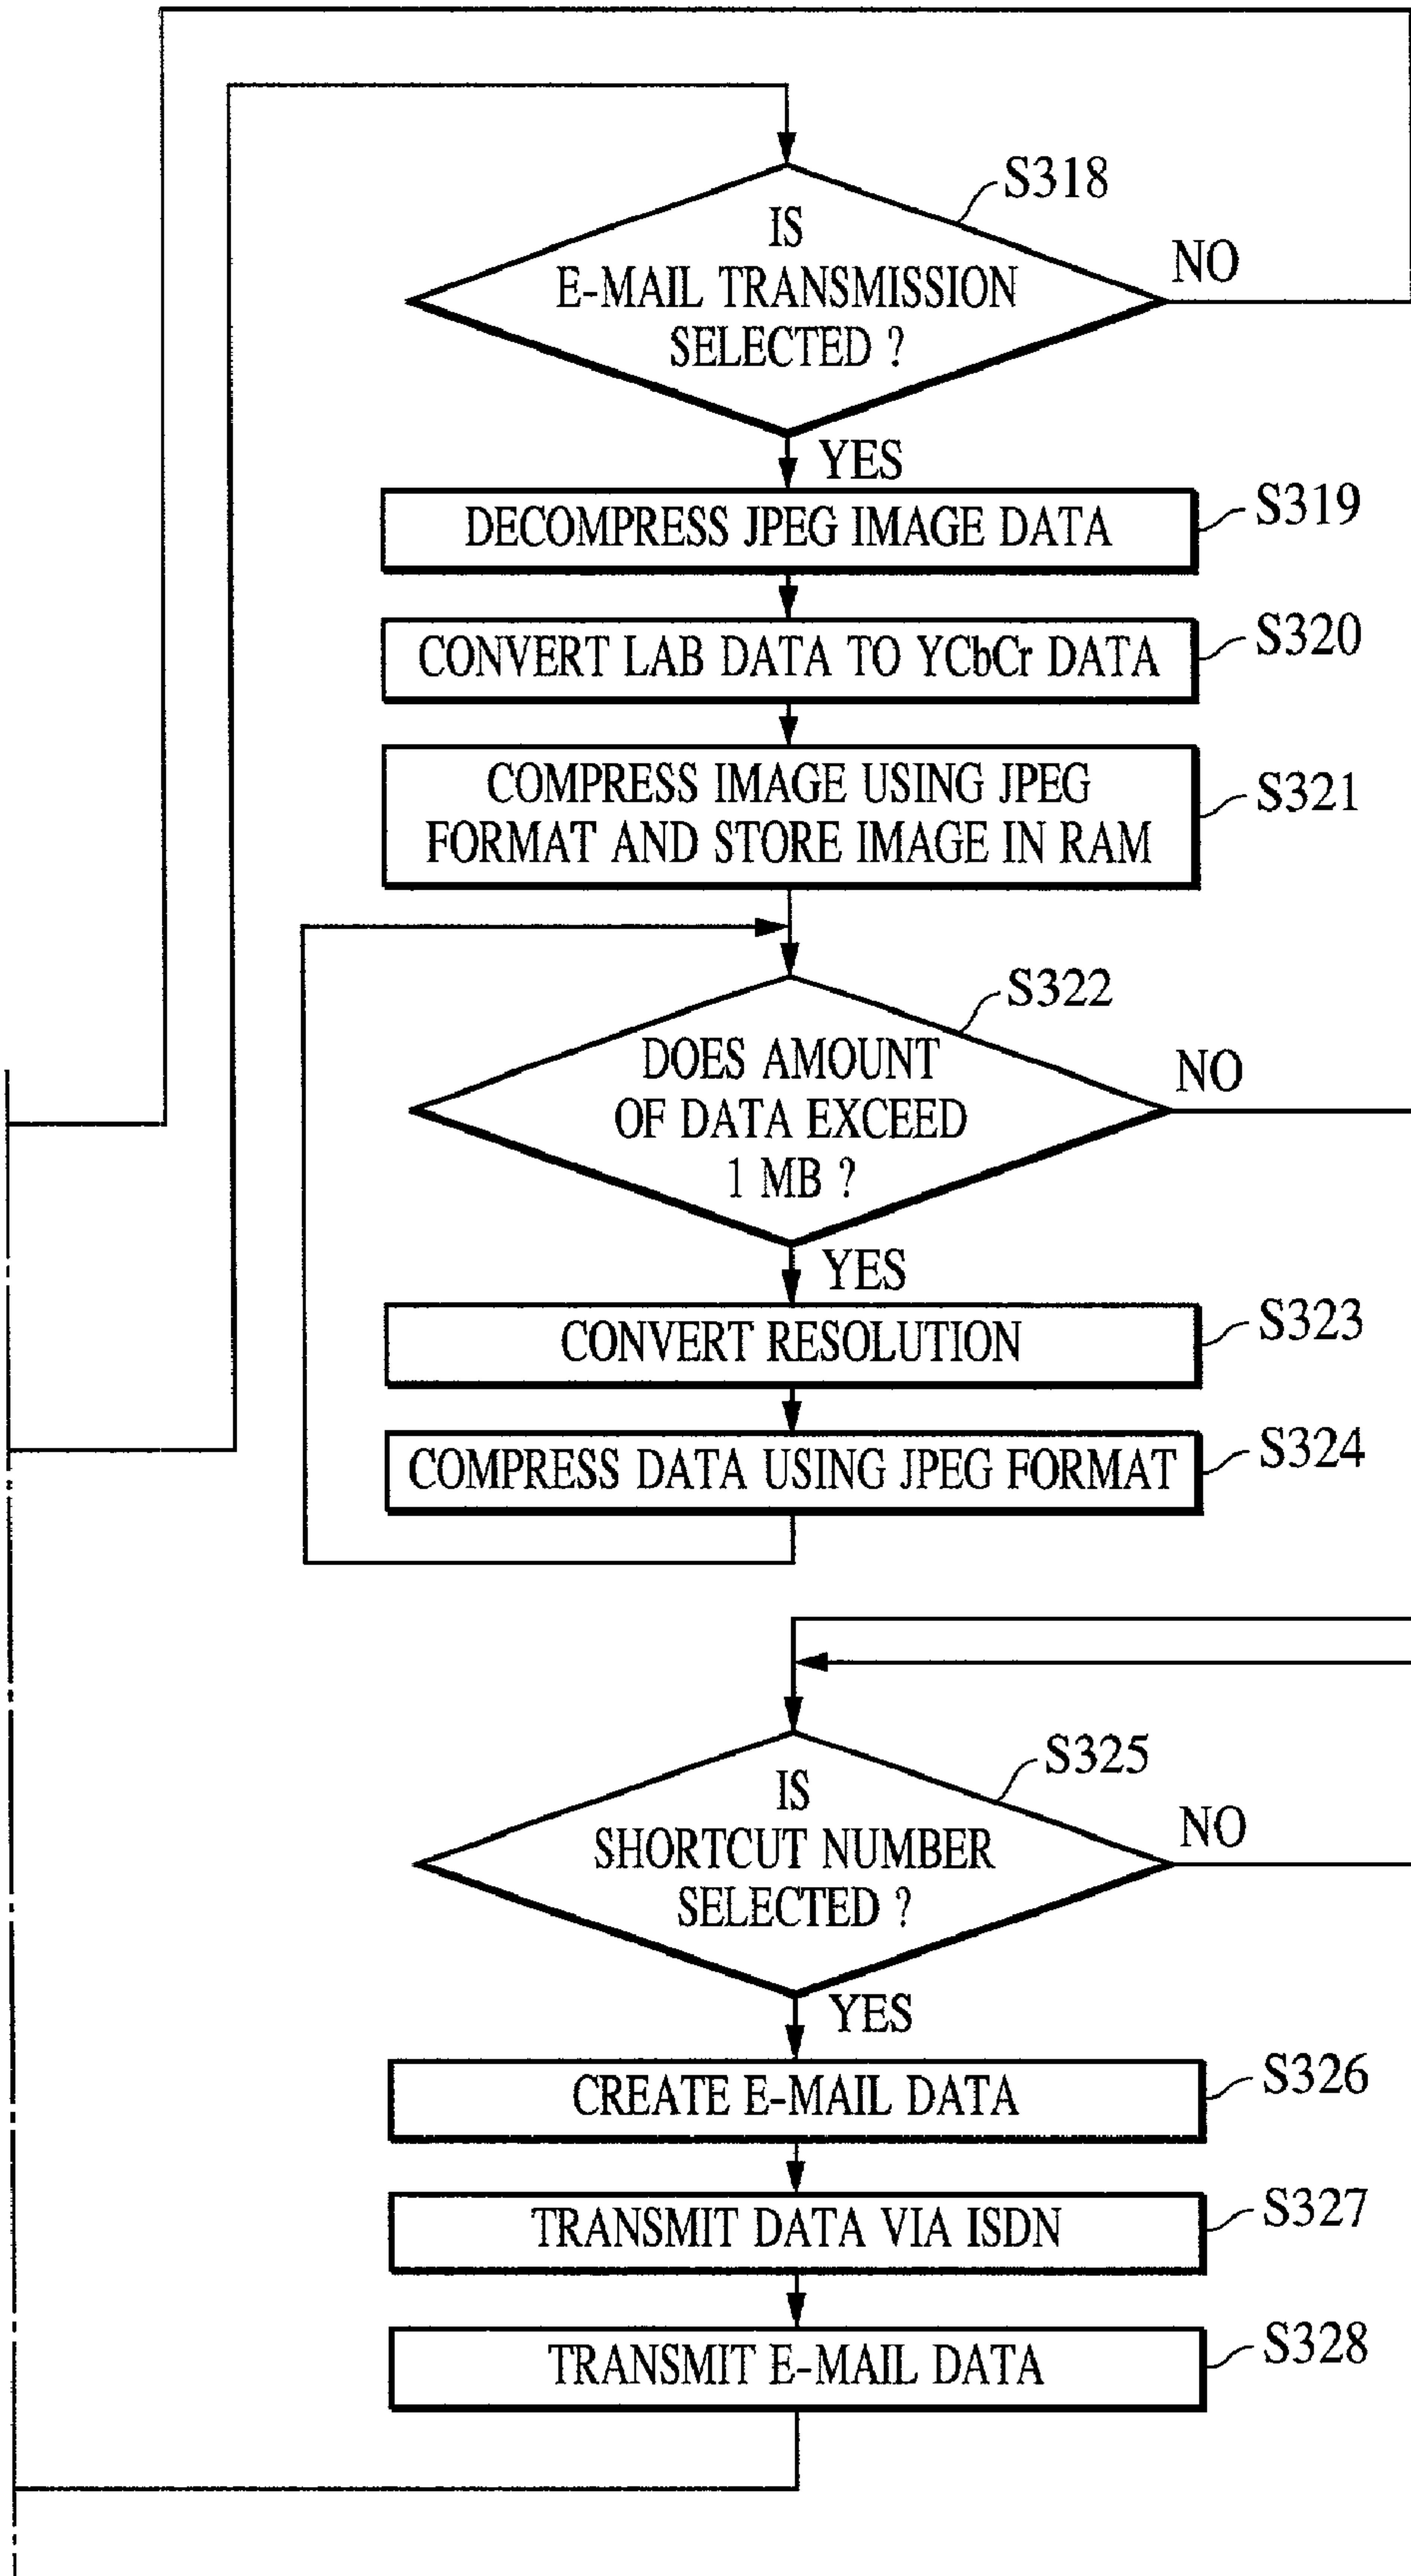 S318
IS
E-MAIL TRANSMISSION
SELECTED ?
NO
YES
DECOMPRESS JPEG IMAGE DATA
S319
CONVERT LAB DATA TO YCbCr DATA
S320
COMPRESS IMAGE USING JPEG
FORMAT AND STORE IMAGE IN RAM
S321
S322
DOES AMOUNT
OF DATA EXCEED
1 MB ?
NO
YES
CONVERT RESOLUTION
S323
COMPRESS DATA USING JPEG FORMAT
S324
S325
IS
SHORTCUT NUMBER
SELECTED ?
NO
YES
CREATE E-MAIL DATA
S326
TRANSMIT DATA VIA ISDN
S327
TRANSMIT E-MAIL DATA
S328